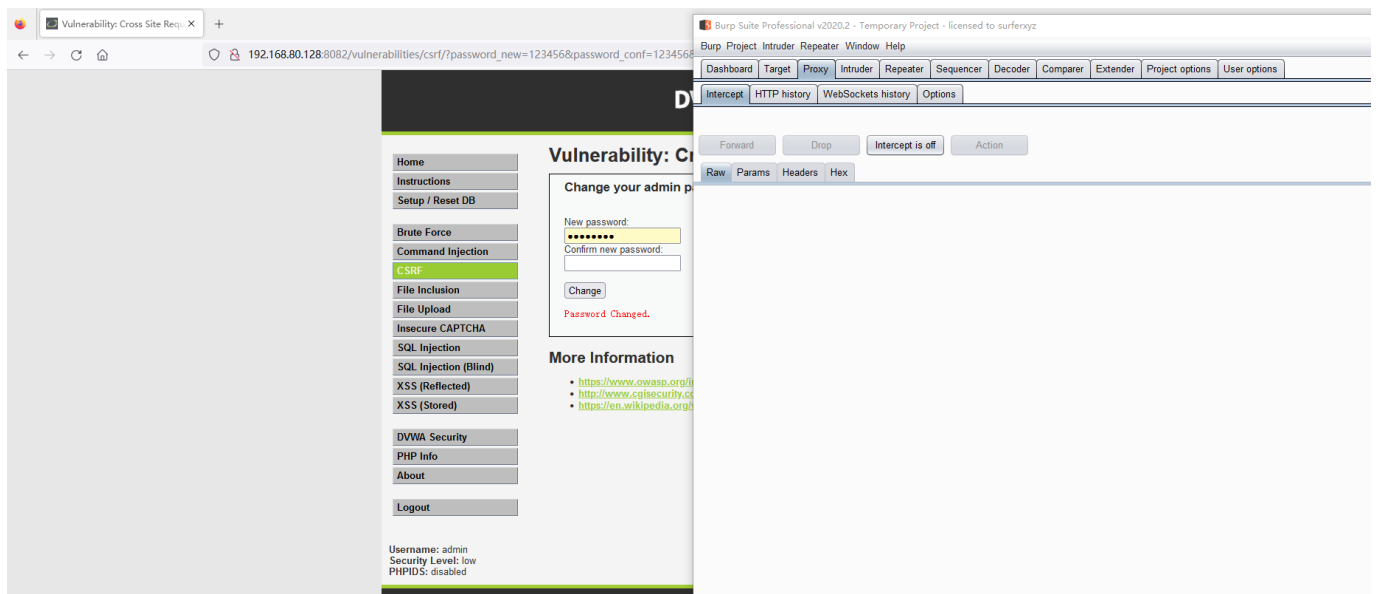 Vulnerability: Cross Site Requ
192.168.80.128:8082/vulnerabilities/csrf/?password_new=123456&password_conf=123456&
Home
Instructions
Setup / Reset DB
Brute Force
Command Injection
CSRF
File Inclusion
File Upload
Insecure CAPTCHA
SQL Injection
SQL Injection (Blind)
XSS (Reflected)
XSS (Stored)
DVWA Security
PHP Info
About
Logout
Username: admin
Security Level: low
PHPIDS: disabled
D
Vulnerability: Cr
Change your admin pa
New password:
Confirm new password:
Change
Password Changed.
More Information
https://www.owasp.org/i
http://www.cgisecurity.co
https://en.wikipedia.org/
Burp Suite Professional v2020.2 - Temporary Project - licensed to surferxyz
Burp Project Intruder Repeater Window Help
Dashboard Target Proxy Intruder Repeater Sequencer Decoder Comparer Extender Project options User options
Intercept HTTP history WebSockets history Options
Forward Drop Intercept is off Action
Raw Params Headers Hex